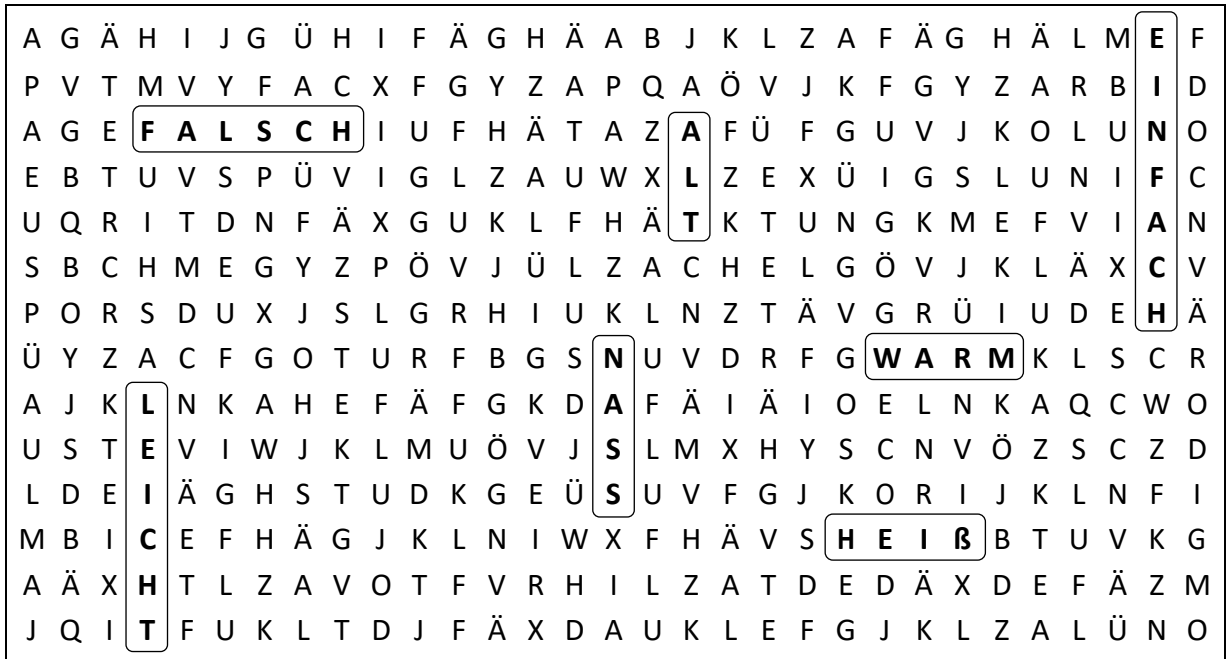 A G Ä H I J G Ü H I F Ä G H Ä A B J K L Z A F Ä G H Ä L M E F
P V T M V Y F A C X F G Y Z A P Q A Ö V J K F G Y Z A R B I D
A G E F A L S C H I U F H Ä T A Z A F Ü F G U V J K O L U N O
E B T U V S P Ü V I G L Z A U W X L Z E X Ü I G S L U N I F C
U Q R I T D N F Ä X G U K L F H Ä T K T U N G K M E F V I A N
S B C H M E G Y Z P Ö V J Ü L Z A C H E L G Ö V J K L Ä X C V
P O R S D U X J S L G R H I U K L N Z T Ä V G R Ü I U D E H Ä
Ü Y Z A C F G O T U R F B G S N U V D R F G W A R M K L S C R
A J K L N K A H E F Ä F G K D A F Ä I Ä I O E L N K A Q C W O
U S T E V I W J K L M U Ö V J S L M X H Y S C N V Ö Z S C Z D
L D E I Ä G H S T U D K G E Ü S U V F G J K O R I J K L N F I
M B I C E F H Ä G J K L N I W X F H Ä V S H E I ß B T U V K G
A Ä X H T L Z A V O T F V R H I L Z A T D E D Ä X D E F Ä Z M
J Q I T F U K L T D J F Ä X D A U K L E F G J K L Z A L Ü N O